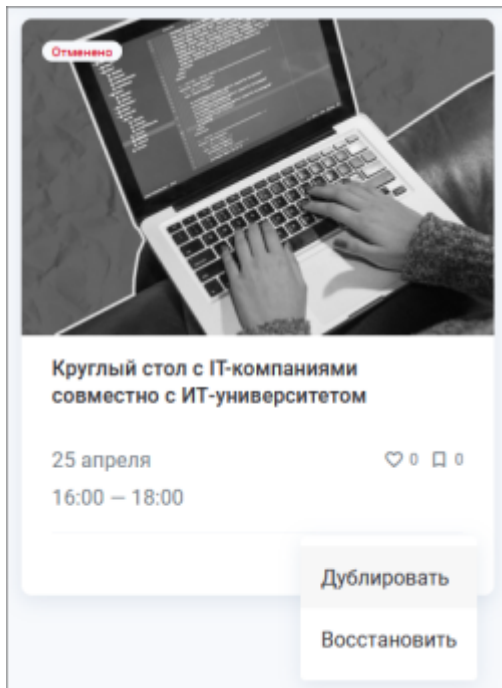 Отменено
Круглый стол с IT-компаниями
совместно с ИТ-университетом
25 апреля
0
0
16:00 — 18:00
Дублировать
Восстановить